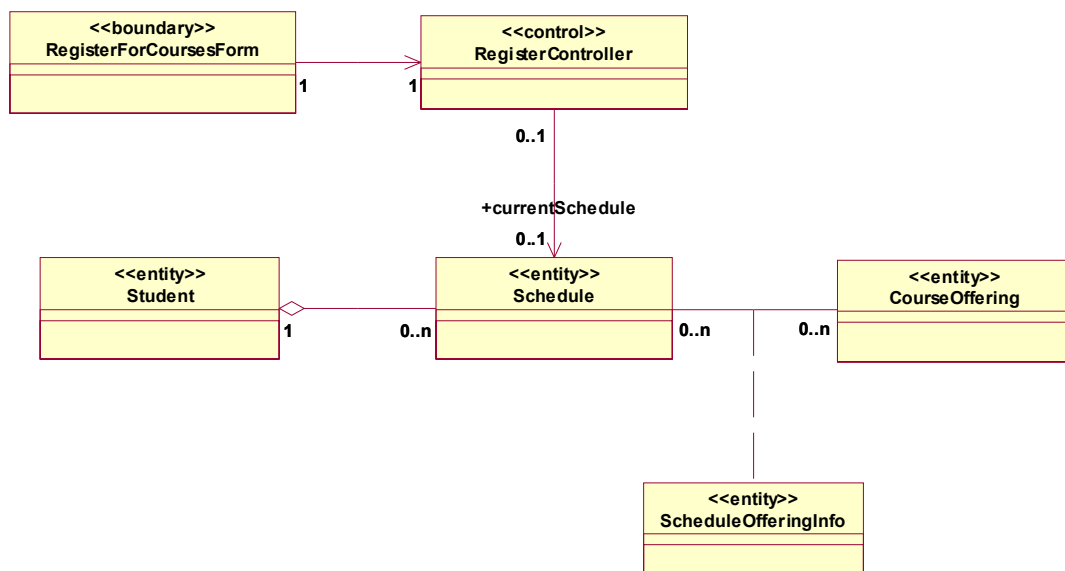 <<boundary>>
RegisterForCoursesForm
<<control>>
RegisterController
1
1
0..1
+currentSchedule
0..1
<<entity>>
Student
<<entity>>
Schedule
<<entity>>
CourseOffering
1
0..n
0..n
0..n
<<entity>>
ScheduleOfferingInfo